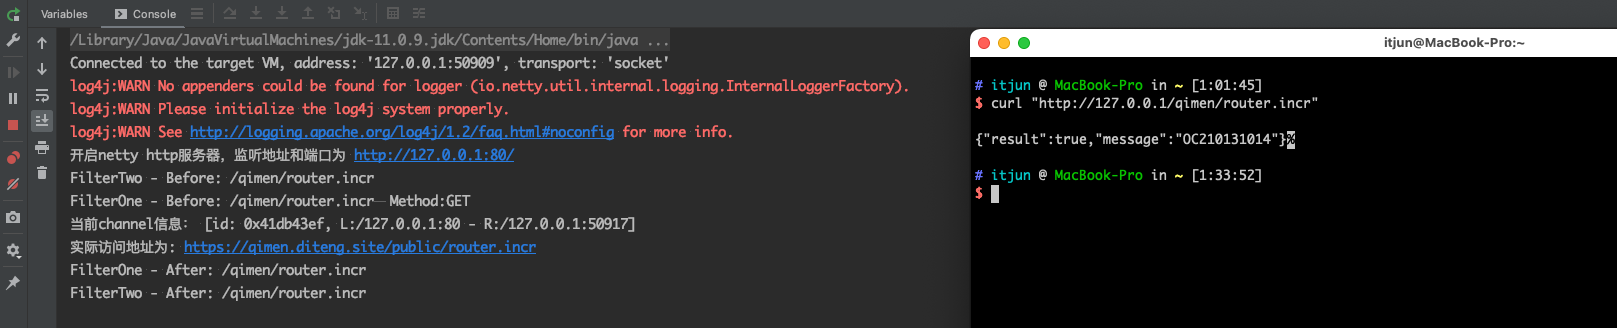 Variables
Console
/Library/Java/JavaVirtualMachines/jdk-11.0.9.jdk/Contents/Home/bin/java ...
Connected to the target VM, address: '127.0.0.1:50909', transport: 'socket'
log4j:WARN No appenders could be found for logger (io.netty.util.internal.logging.InternalLoggerFactory).
log4j:WARN Please initialize the log4j system properly.
log4j:WARN See http://logging.apache.org/log4j/1.2/faq.html#noconfig for more info.
开启netty http服务器，监听地址和端口为 http://127.0.0.1:80/
FilterTwo - Before: /qimen/router.incr
FilterOne - Before: /qimen/router.incr— Method:GET
当前channel信息： [id: 0x41db43ef, L:/127.0.0.1:80 - R:/127.0.0.1:50917]
实际访问地址为: https://qimen.diteng.site/public/router.incr
FilterOne - After: /qimen/router.incr
FilterTwo - After: /qimen/router.incr
itjun@MacBook-Pro:~
# itjun @ MacBook-Pro in ~ [1:01:45]
$ curl "http://127.0.0.1/qimen/router.incr"
{"result":true,"message":"OC210131014"}%
# itjun @ MacBook-Pro in ~ [1:33:52]
$